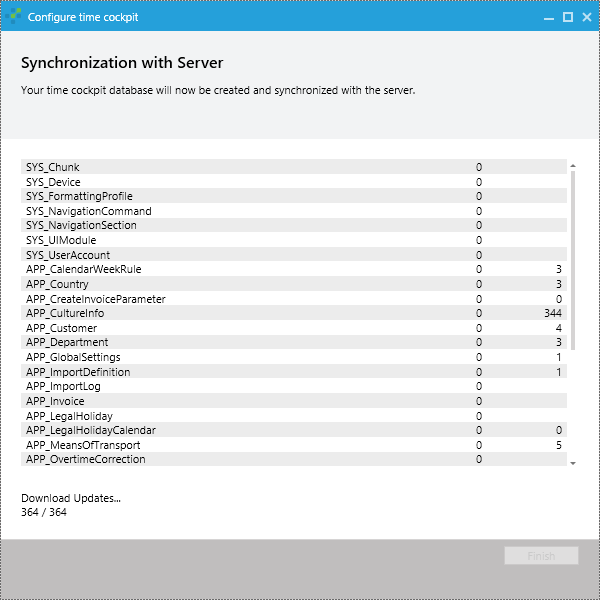 Configure time cockpit
Synchronization with Server
Your time cockpit database will now be created and synchronized with the server.
SYS_Chunk 0
SYS_Device 0
SYS_FormattingProfile 0
SYS_NavigationCommand 0
SYS_NavigationSection 0
SYS_UIModule 0
SYS_UserAccount 0
APP_CalendarWeekRule 0 3
APP_Country 0 3
APP_CreateInvoiceParameter 0 0
APP_CultureInfo 0 344
APP_Customer 0 4
APP_Department 0 3
APP_GlobalSettings 0 1
APP_ImportDefinition 0 1
APP_ImportLog 0
APP_Invoice 0
APP_LegalHoliday 0
APP_LegalHolidayCalendar 0 0
APP_MeansOfTransport 0 5
APP_OvertimeCorrection 0
Download Updates...
364 / 364
Finish